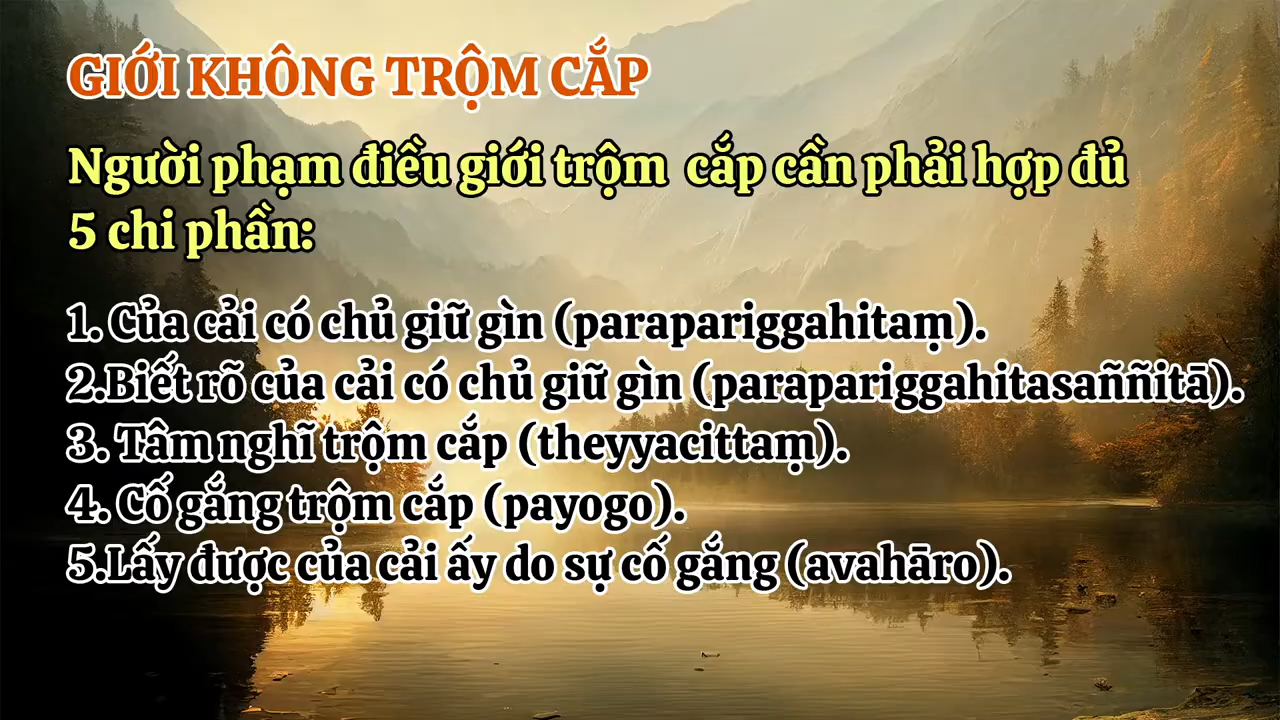 GIỚI KHÔNG TRỘM CẮP
Người phạm điều giới trộm cắp cần phải hợp đủ
5 chi phần:
1. Của cải có chủ giữ gìn (parapariggahitaṃ).
2.Biết rõ của cải có chủ giữ gìn (parapariggahitasaññitā).
3. Tâm nghĩ trộm cắp (theyyacittaṃ).
4. Cố gắng trộm cắp (payogo).
5.Lấy được của cải ấy do sự cố gắng (avahāro).